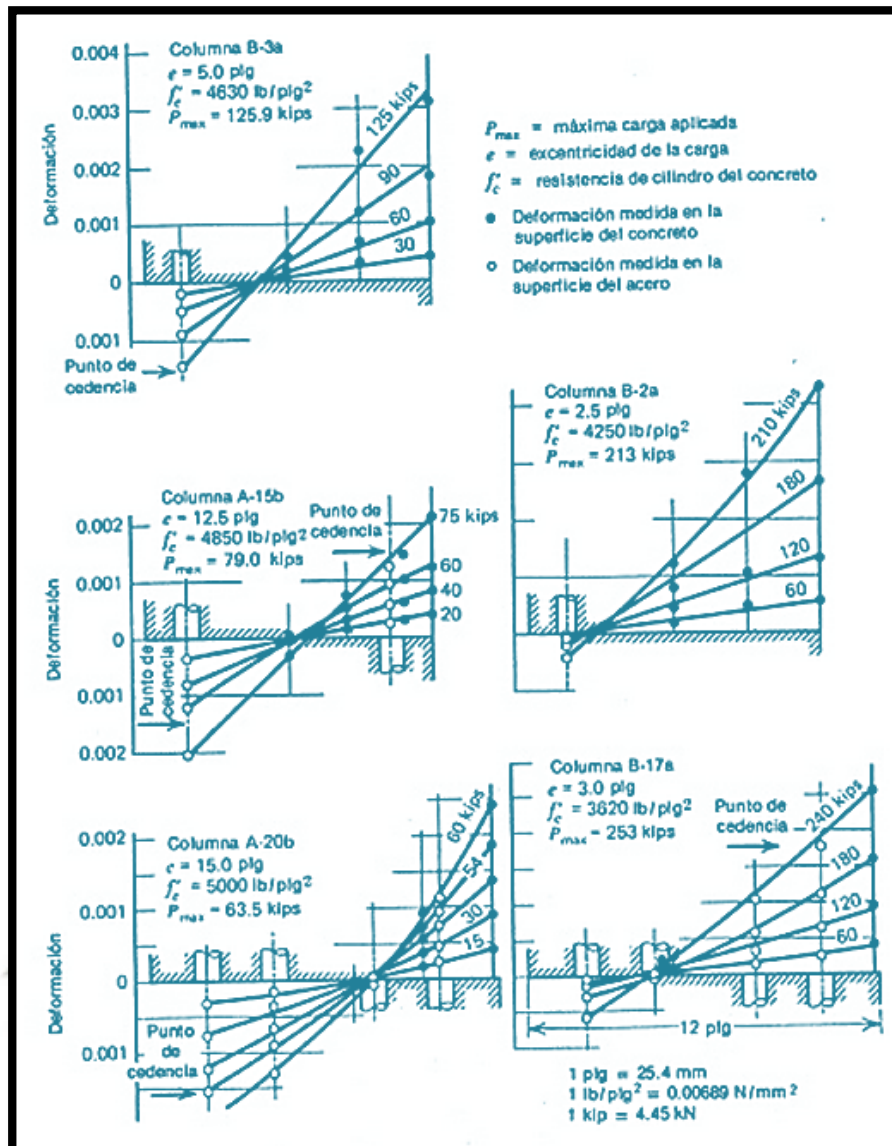 0.004
0.003
0.002
0.001
0
0.001
Deformación
Columna B-3a
e = 5.0 plg
f'c = 4630 lb/plg²
Pmax = 125.9 kips
125 kips
90
60
30
Punto de
cedencia
Pmax = máxima carga aplicada
e = excentricidad de la carga
f'c = resistencia de cilindro del concreto
Deformación medida en la
superficie del concreto
Deformación medida en la
superficie del acero
Columna B-2a
e = 2.5 plg
f'c = 4250 lb/plg²
Pmax = 213 kips
210 kips
180
120
60
Columna A-15b
e = 12.5 plg
f'c = 4850 lb/plg²
Pmax = 79.0 kips
Punto de
cedencia
75 kips
60
40
20
0.002
0.001
0
0.001
0.002
Deformación
Punto de
cedencia
Columna A-20b
e = 15.0 plg
f'c = 5000 lb/plg²
Pmax = 63.5 kips
60 kips
54
30
15
0.002
0.001
0
0.001
Deformación
Punto
de
cedencia
Columna B-17a
e = 3.0 plg
f'c = 3620 lb/plg²
Pmax = 253 kips
Punto de
cedencia
240 kips
180
120
60
12 plg
1 plg = 25.4 mm
1 lb/plg² = 0.00689 N/mm²
1 kip = 4.45 kN